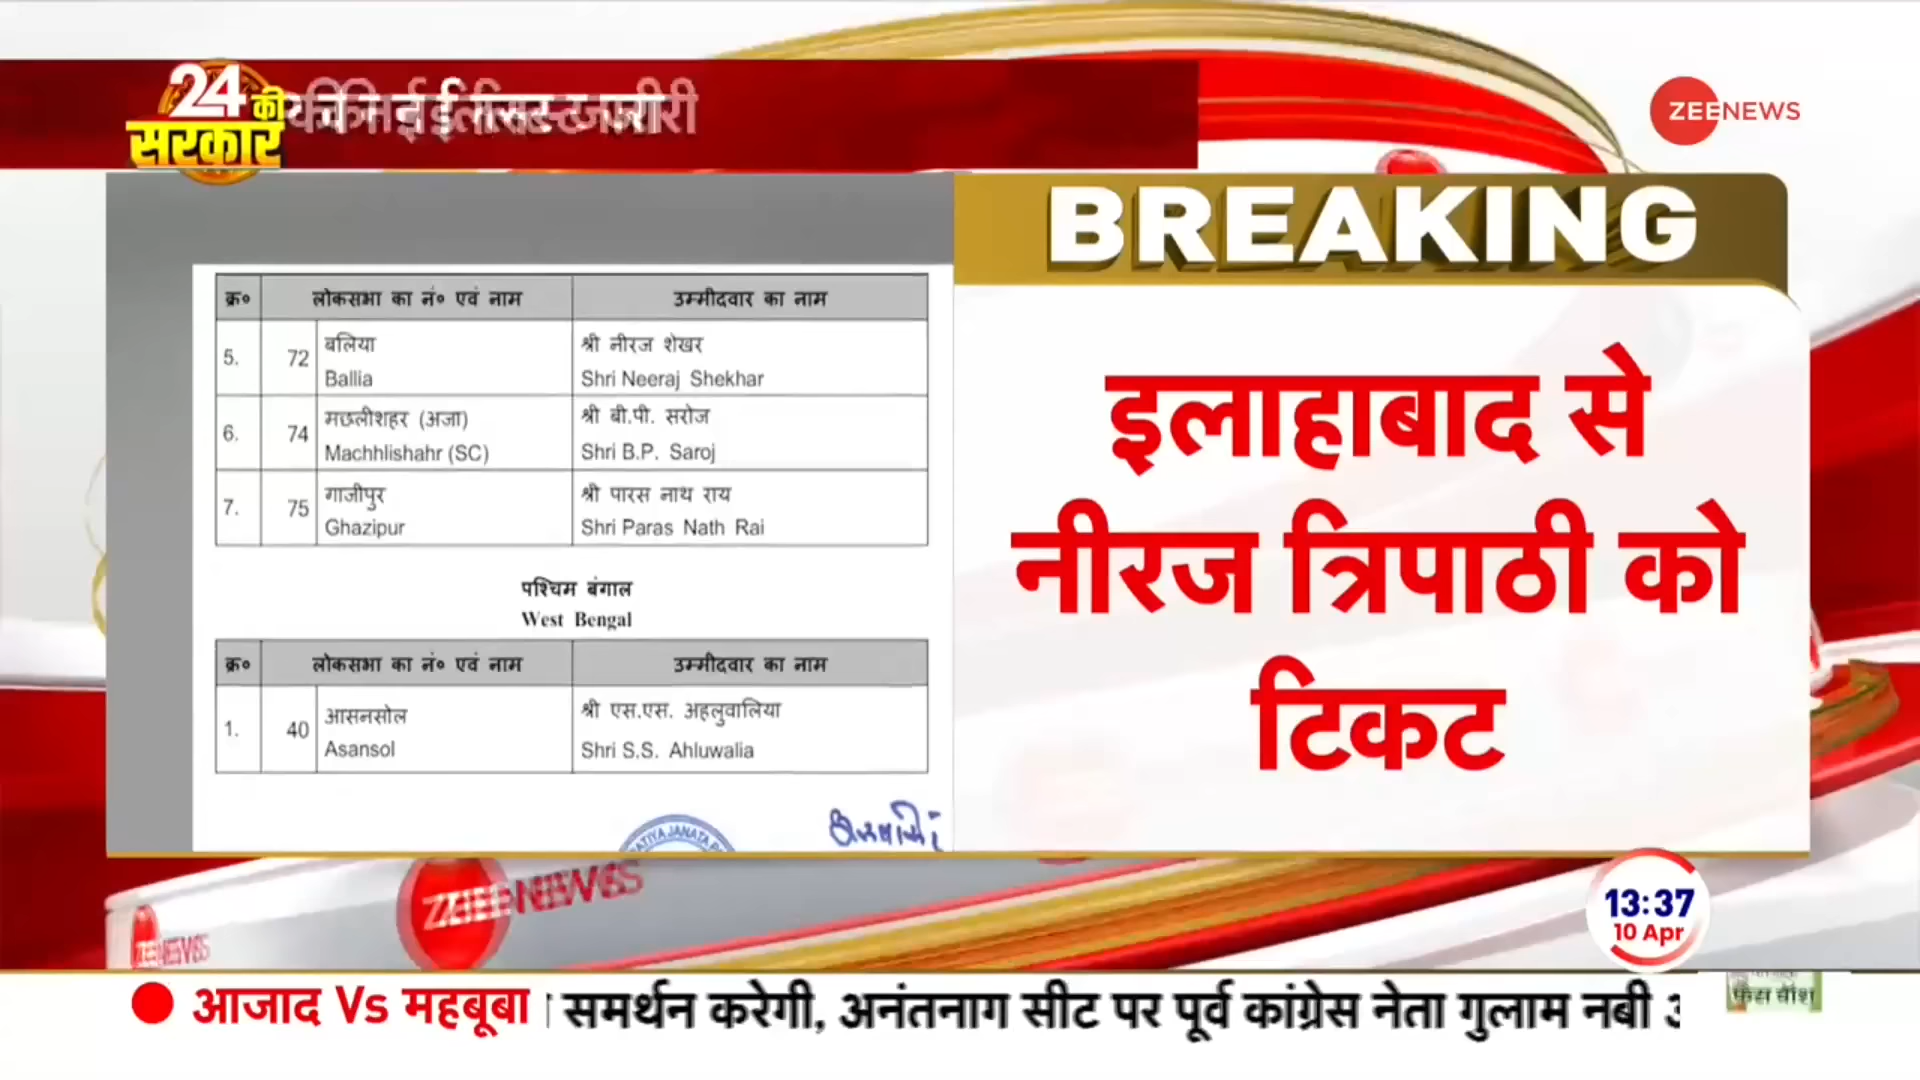 24 की
सरकार
ZEE NEWS
BREAKING
क्र० लोकसभा का नं० एवं नाम उम्मीदवार का नाम
5. 72 बलिया श्री नीरज शेखर
Ballia Shri Neeraj Shekhar
6. 74 मछलीशहर (अजा) श्री बी.पी. सरोज
Machhlishahr (SC) Shri B.P. Saroj
7. 75 गाजीपुर श्री पारस नाथ राय
Ghazipur Shri Paras Nath Rai
पश्चिम बंगाल
West Bengal
क्र० लोकसभा का नं० एवं नाम उम्मीदवार का नाम
1. 40 आसनसोल श्री एस.एस. अहलुवालिया
Asansol Shri S.S. Ahluwalia
इलाहाबाद से
नीरज त्रिपाठी को
टिकट
13:37
10 Apr
आजाद Vs महबूबा समर्थन करेगी, अनंतनाग सीट पर पूर्व कांग्रेस नेता गुलाम नबी